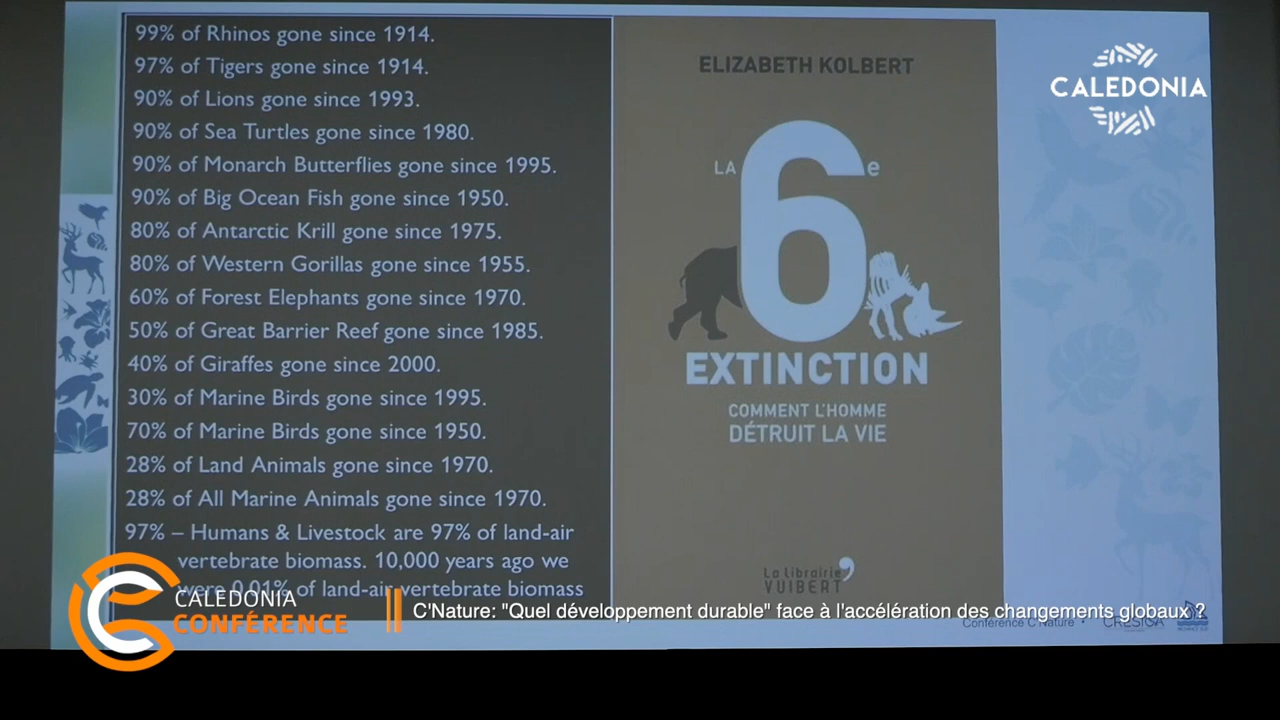 99% of Rhinos gone since 1914.
97% of Tigers gone since 1914.
90% of Lions gone since 1993.
90% of Sea Turtles gone since 1980.
90% of Monarch Butterflies gone since 1995.
90% of Big Ocean Fish gone since 1950.
80% of Antarctic Krill gone since 1975.
80% of Western Gorillas gone since 1955.
60% of Forest Elephants gone since 1970.
50% of Great Barrier Reef gone since 1985.
40% of Giraffes gone since 2000.
30% of Marine Birds gone since 1995.
70% of Marine Birds gone since 1950.
28% of Land Animals gone since 1970.
28% of All Marine Animals gone since 1970.
97% – Humans & Livestock are 97% of land-air
vertebrate biomass. 10,000 years ago we
were 0.01% of land-air vertebrate biomass
ELIZABETH KOLBERT
LA 6e
EXTINCTION
COMMENT L'HOMME
DÉTRUIT LA VIE
La librairie
VUIBERT
CALEDONIA
CALEDONIA
CONFÉRENCE
C'Nature: "Quel développement durable" face à l'accélération des changements globaux ?
Conférence C'Nature •
CRESICA